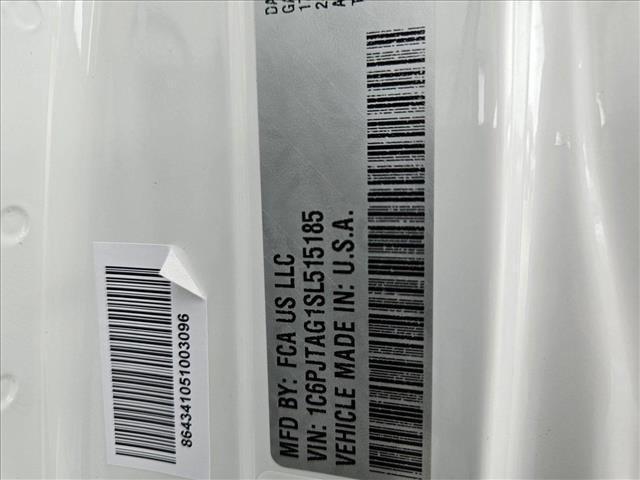 MFD BY: FCA US LLC
VIN: 1C6PJTAG1SL515185
VEHICLE MADE IN: U.S.A.
864341051003096